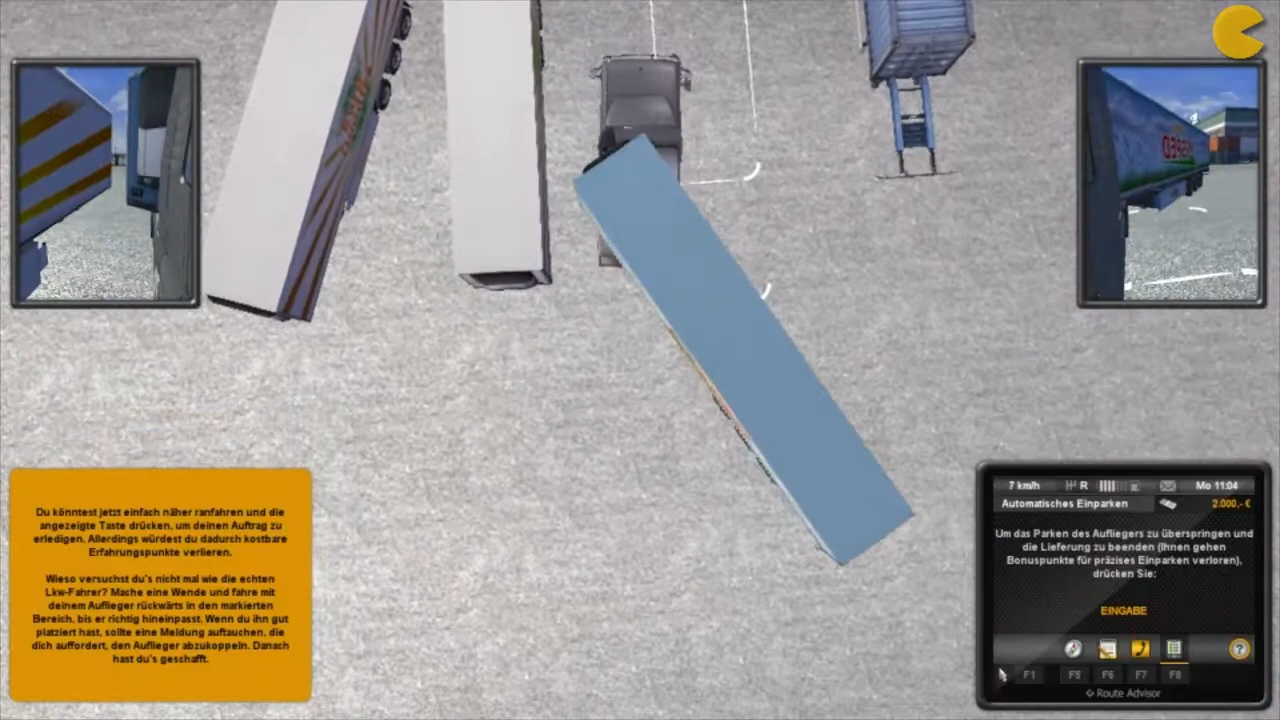 Du könntest jetzt einfach näher ranfahren und die
angezeigte Taste drücken, um deinen Auftrag zu
erledigen. Allerdings würdest du dadurch kostbare
Erfahrungspunkte verlieren.
Wieso versuchst du's nicht mal wie die echten
Lkw-Fahrer? Mache eine Wende und fahre mit
deinem Auflieger rückwärts in den markierten
Bereich, bis er richtig hineinpasst. Wenn du ihn gut
platziert hast, sollte eine Meldung auftauchen, die
dich auffordert, den Auflieger abzukoppeln. Danach
hast du's geschafft.
7 km/h R Mo 11:04
Automatisches Einparken 2.000,- €
Um das Parken des Aufliegers zu überspringen und
die Lieferung zu beenden (Ihnen gehen
Bonuspunkte für präzises Einparken verloren),
drücken Sie:
EINGABE
F1 F5 F6 F7 F8
Route Advisor